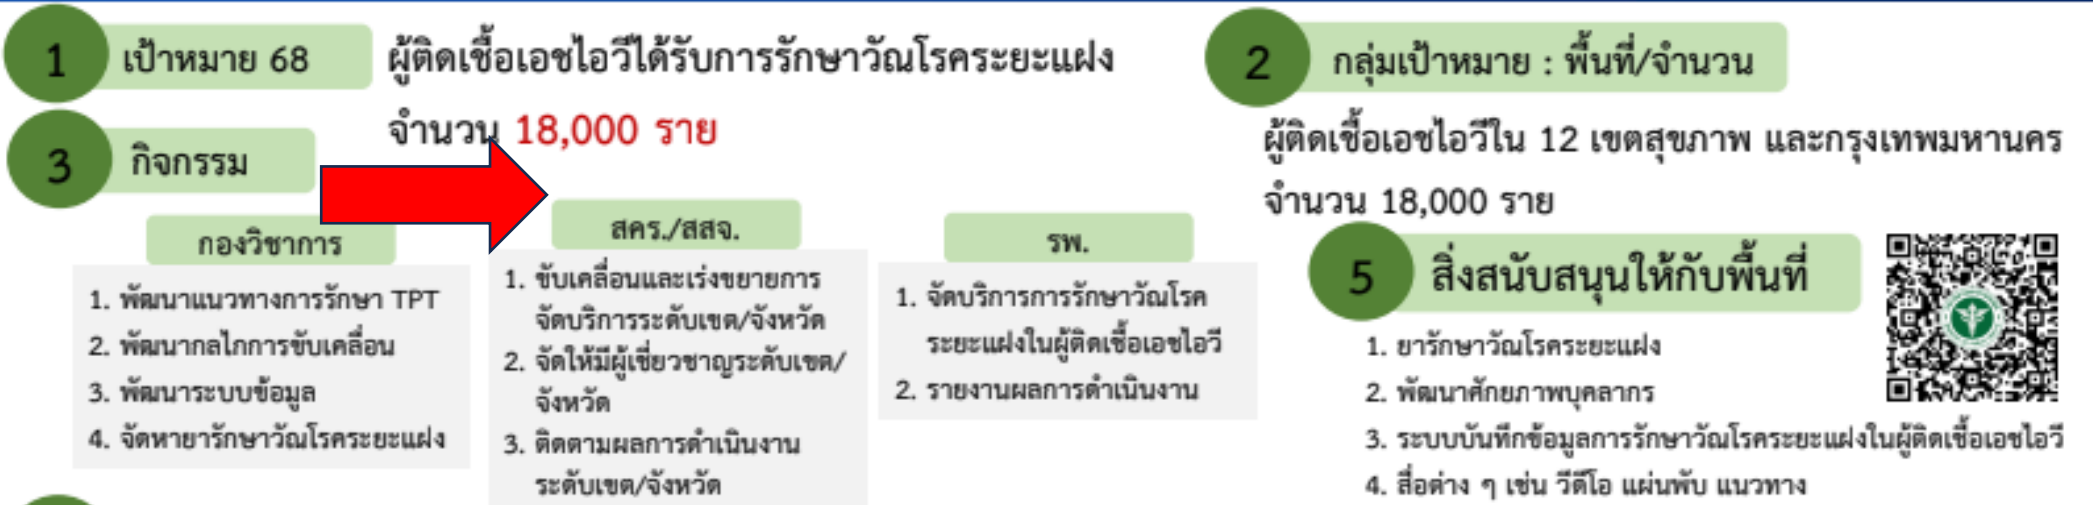 1 เป้าหมาย 68
ผู้ติดเชื้อเอชไอวีได้รับการรักษาวัณโรคระยะแฝง
จำนวน 18,000 ราย
2 กลุ่มเป้าหมาย : พื้นที่/จำนวน
ผู้ติดเชื้อเอชไอวีใน 12 เขตสุขภาพ และกรุงเทพมหานคร
จำนวน 18,000 ราย
3 กิจกรรม
กองวิชาการ
1. พัฒนาแนวทางการรักษา TPT
2. พัฒนากลไกการขับเคลื่อน
3. พัฒนาระบบข้อมูล
4. จัดหายารักษาวัณโรคระยะแฝง
สคร./สสจ.
1. ขับเคลื่อนและเร่งขยายการ
จัดบริการระดับเขต/จังหวัด
2. จัดให้มีผู้เชี่ยวชาญระดับเขต/
จังหวัด
3. ติดตามผลการดำเนินงาน
ระดับเขต/จังหวัด
รพ.
1. จัดบริการการรักษาวัณโรค
ระยะแฝงในผู้ติดเชื้อเอชไอวี
2. รายงานผลการดำเนินงาน
5 สิ่งสนับสนุนให้กับพื้นที่
1. ยารักษาวัณโรคระยะแฝง
2. พัฒนาศักยภาพบุคลากร
3. ระบบบันทึกข้อมูลการรักษาวัณโรคระยะแฝงในผู้ติดเชื้อเอชไอวี
4. สื่อต่าง ๆ เช่น วีดีโอ แผ่นพับ แนวทาง